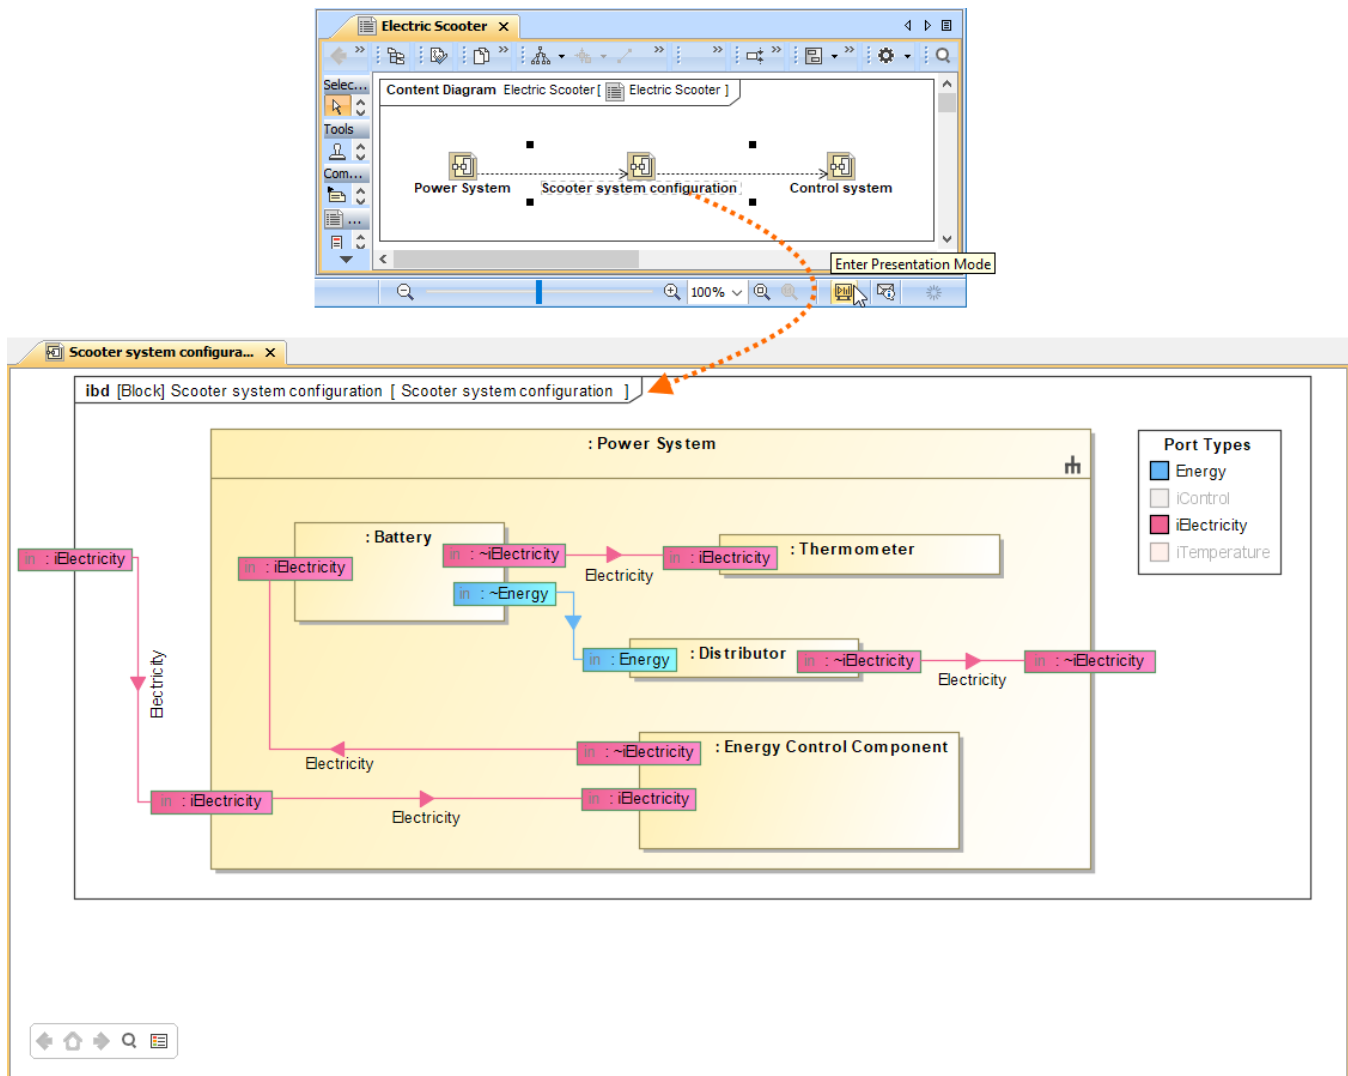 Electric Scooter
Selec...
Content Diagram Electric Scooter [ Electric Scooter ]
Tools
Com...
Power System
Scooter system configuration
Control system
...
Enter Presentation Mode
100%
Scooter system configura...
ibd [Block] Scooter system configuration [ Scooter system configuration ]
: Power System
Port Types
Energy
iControl
iElectricity
iTemperature
: Battery
in : ~iElectricity
in : iElectricity
: Thermometer
Electricity
in : iElectricity
in : iElectricity
in : ~Energy
in : Energy
: Distributor
in : ~iElectricity
in : ~iElectricity
Electricity
Electricity
in : ~iElectricity
: Energy Control Component
Electricity
in : iElectricity
in : iElectricity
Electricity